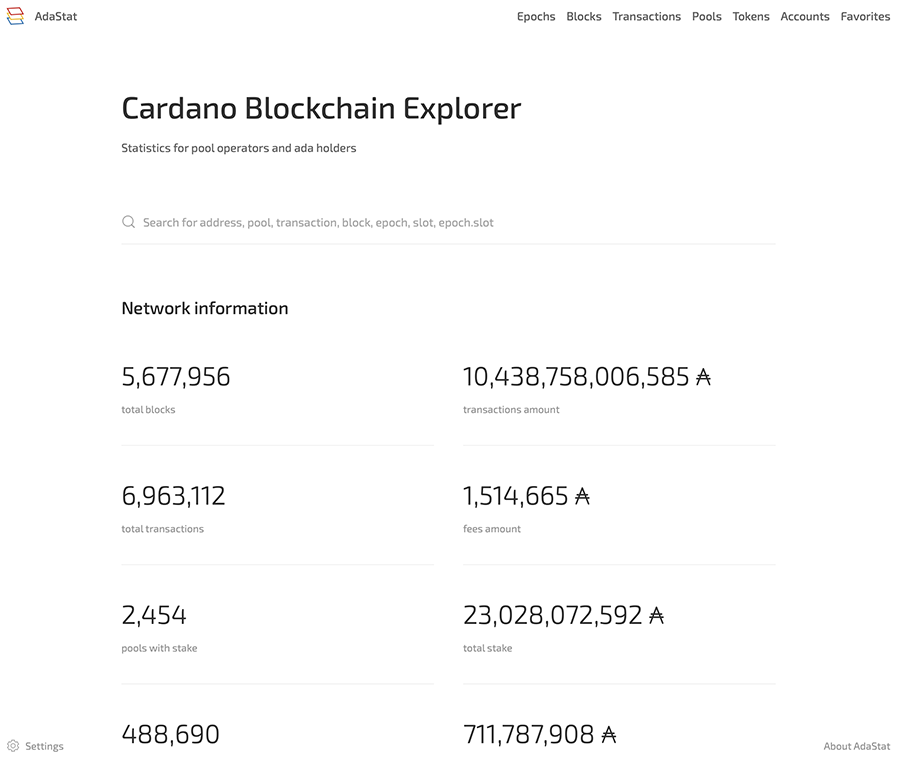 AdaStat
Epochs Blocks Transactions Pools Tokens Accounts Favorites
Cardano Blockchain Explorer
Statistics for pool operators and ada holders
Search for address, pool, transaction, block, epoch, slot, epoch.slot
Network information
5,677,956
total blocks
10,438,758,006,585 ₳
transactions amount
6,963,112
total transactions
1,514,665 ₳
fees amount
2,454
pools with stake
23,028,072,592 ₳
total stake
488,690
711,787,908 ₳
Settings
About AdaStat